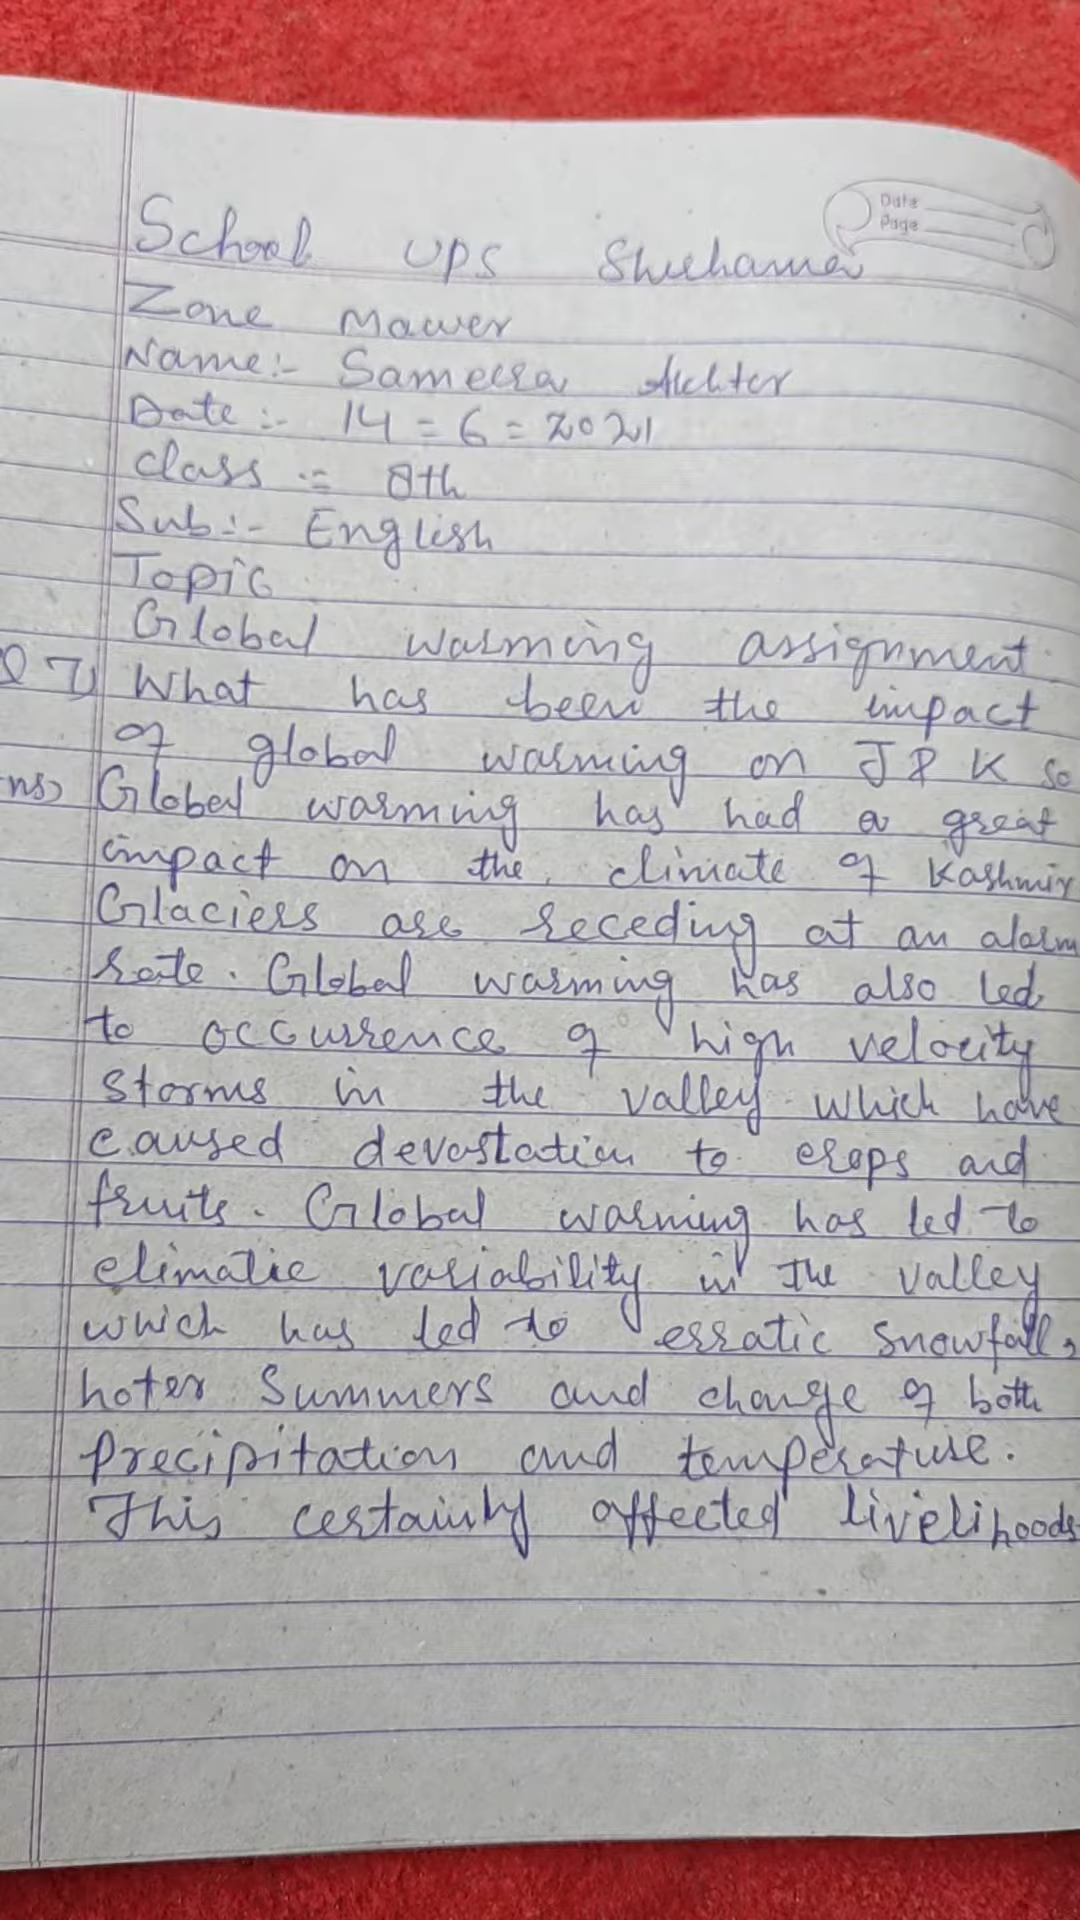 Date
Page
School UPS Shehama
Zone Mawer
Name:- Sameera Akhter
Date :- 14=6=2021
Class := 8th
Sub:- English
Topic
Global warming assignment
Q 7) What has been the impact
of global warming on J & K so
ns) Global warming has had a great
impact on the climate of Kashmir
Glaciers are receding at an alarm
rate. Global warming has also led
to occurrence of high velocity
storms in the valley which have
caused devastation to crops and
fruits. Global warming has led to
climatic variability in the valley
which has led to erratic snowfall,
hoter summers and change of both
precipitation and temperature.
This certainly affected livelihoods